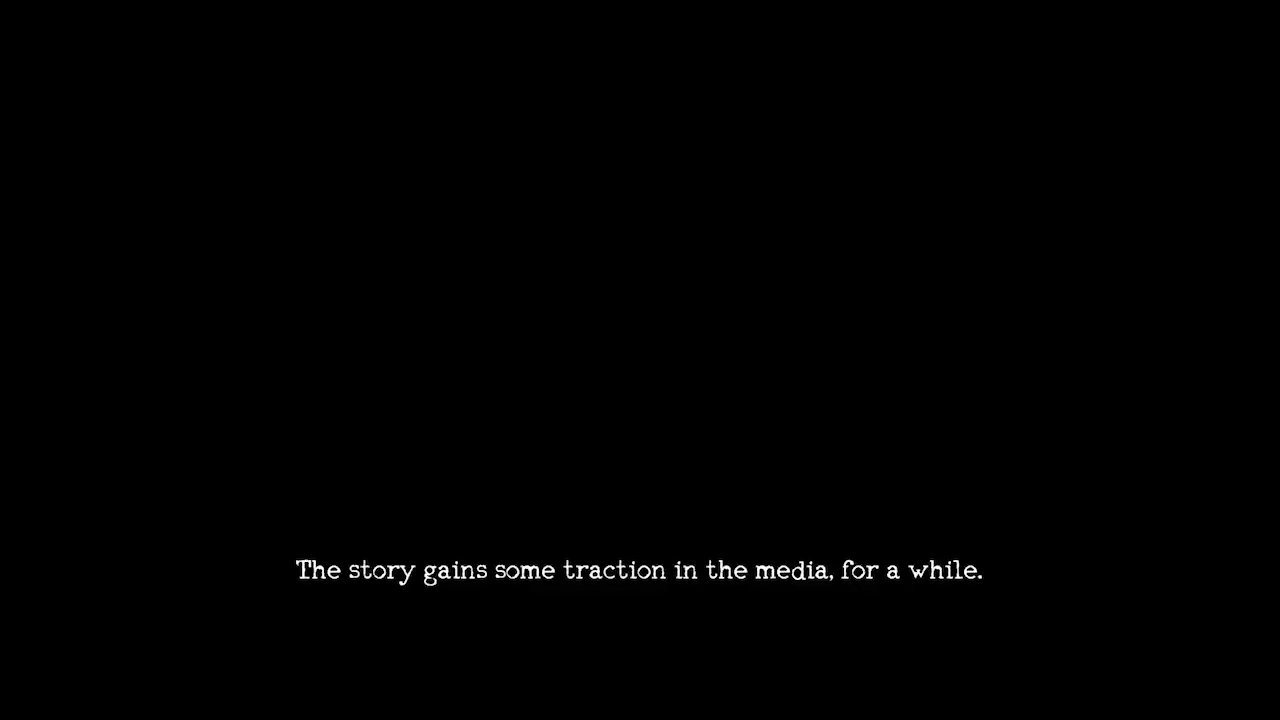 The story gains some traction in the media, for a while.